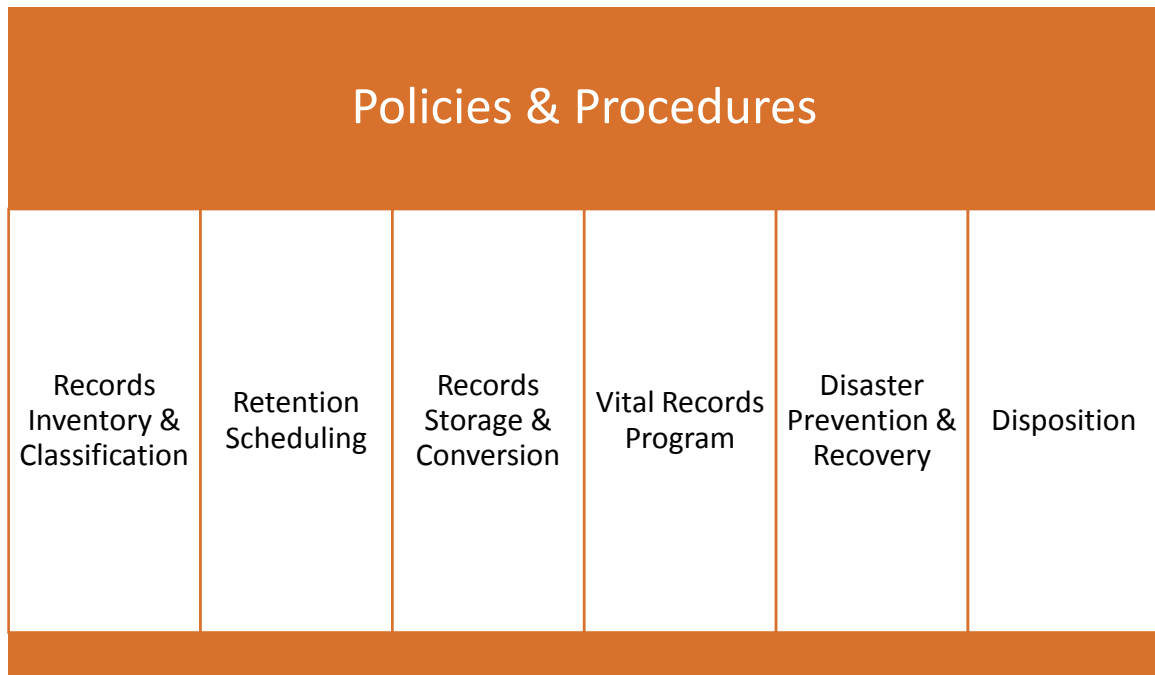 Policies & Procedures
Records
Inventory &
Classification
Retention
Scheduling
Records
Storage &
Conversion
Vital Records
Program
Disaster
Prevention &
Recovery
Disposition